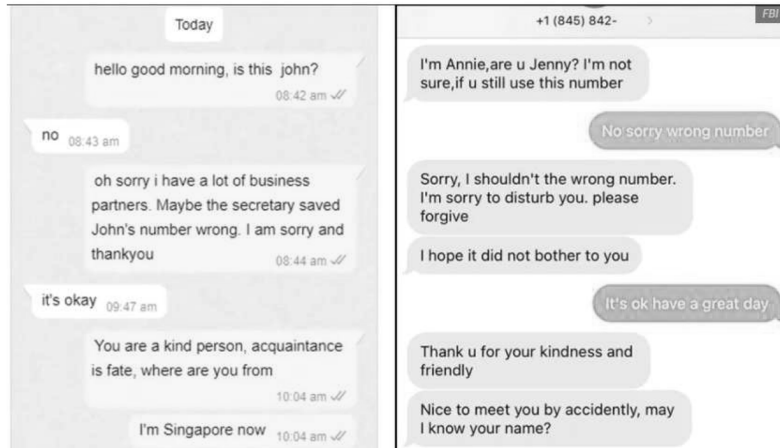 Today
hello good morning, is this john?
08:42 am
no 08:43 am
oh sorry i have a lot of business
partners. Maybe the secretary saved
John's number wrong. I am sorry and
thankyou
08:44 am
it's okay 09:47 am
You are a kind person, acquaintance
is fate, where are you from
10:04 am
I'm Singapore now 10:04 am
FBI
+1 (845) 842-
I'm Annie,are u Jenny? I'm not
sure,if u still use this number
No sorry wrong number
Sorry, I shouldn't the wrong number.
I'm sorry to disturb you. please
forgive
I hope it did not bother to you
It's ok have a great day
Thank u for your kindness and
friendly
Nice to meet you by accidently, may
I know your name?